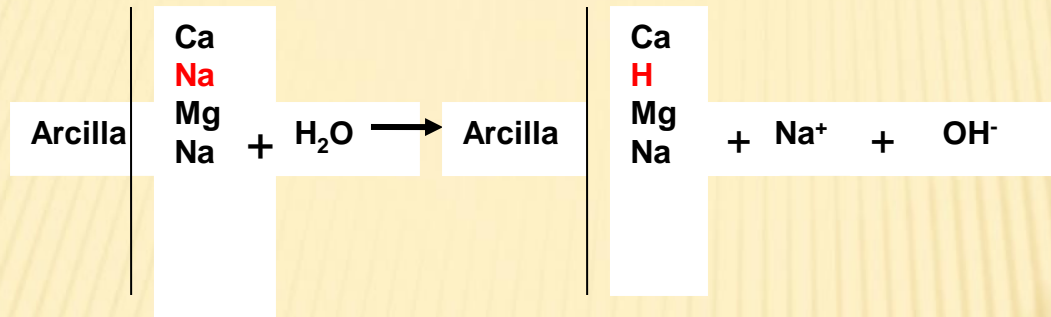 Ca
Na
Mg
Na
Arcilla + H₂O → Arcilla
Ca
H
Mg
Na
+ Na⁺ + OH⁻